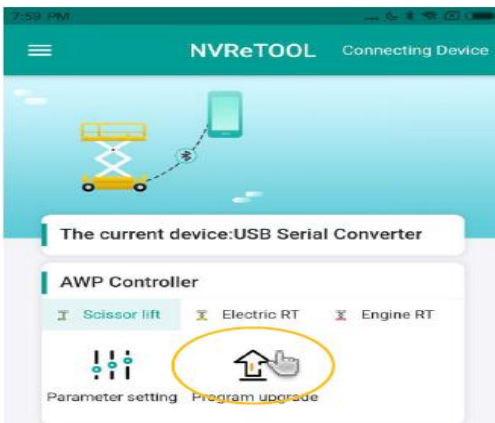 7:59 PM
NVReTOOL Connecting Device
The current device:USB Serial Converter
AWP Controller
Scissor lift Electric RT Engine RT
Parameter setting Program upgrade